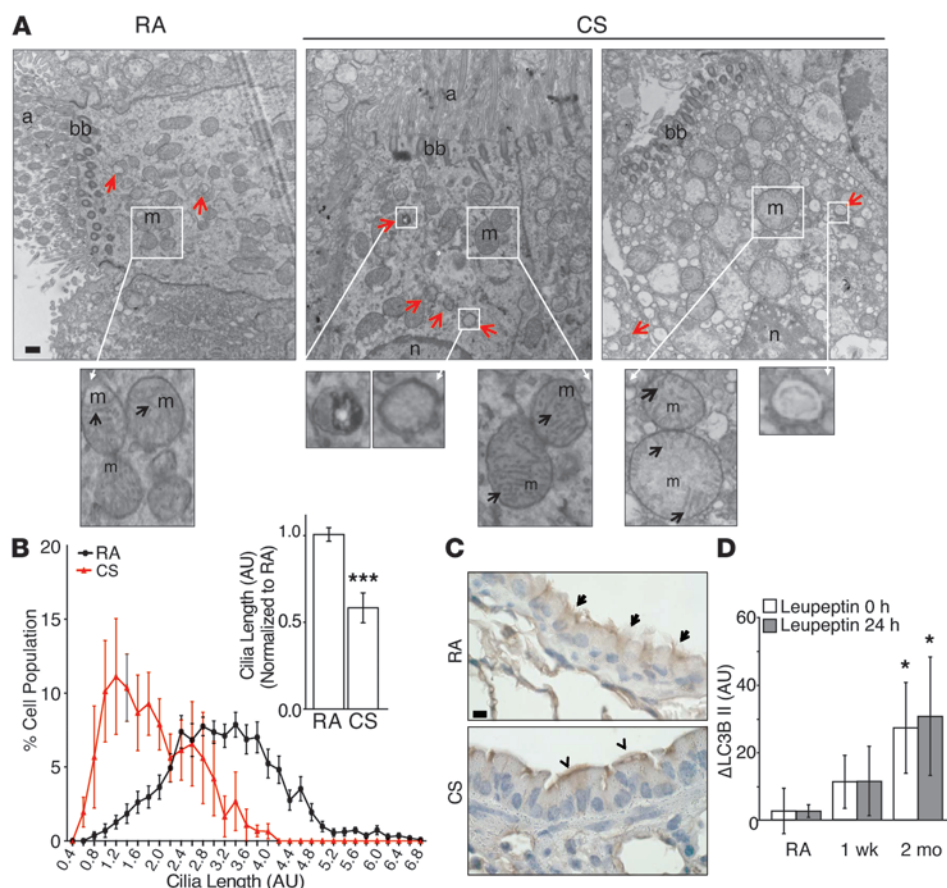 A
RA
CS
a
bb
m
a
bb
m
n
bb
m
n
m
m
m
m
m
m
m
B
RA
CS
% Cell Population
20
15
10
5
0
0.4
0.8
1.2
1.6
2.0
2.4
2.8
3.2
3.6
4.0
4.4
4.8
5.2
5.6
6.0
6.4
6.8
Cilia Length (AU)
Cilia Length (AU)
(Normalized to RA)
1.0
0.5
0.0
***
RA CS
C
RA
CS
D
Leupeptin 0 h
Leupeptin 24 h
ΔLC3B II (AU)
60
40
20
0
*
*
RA 1 wk 2 mo